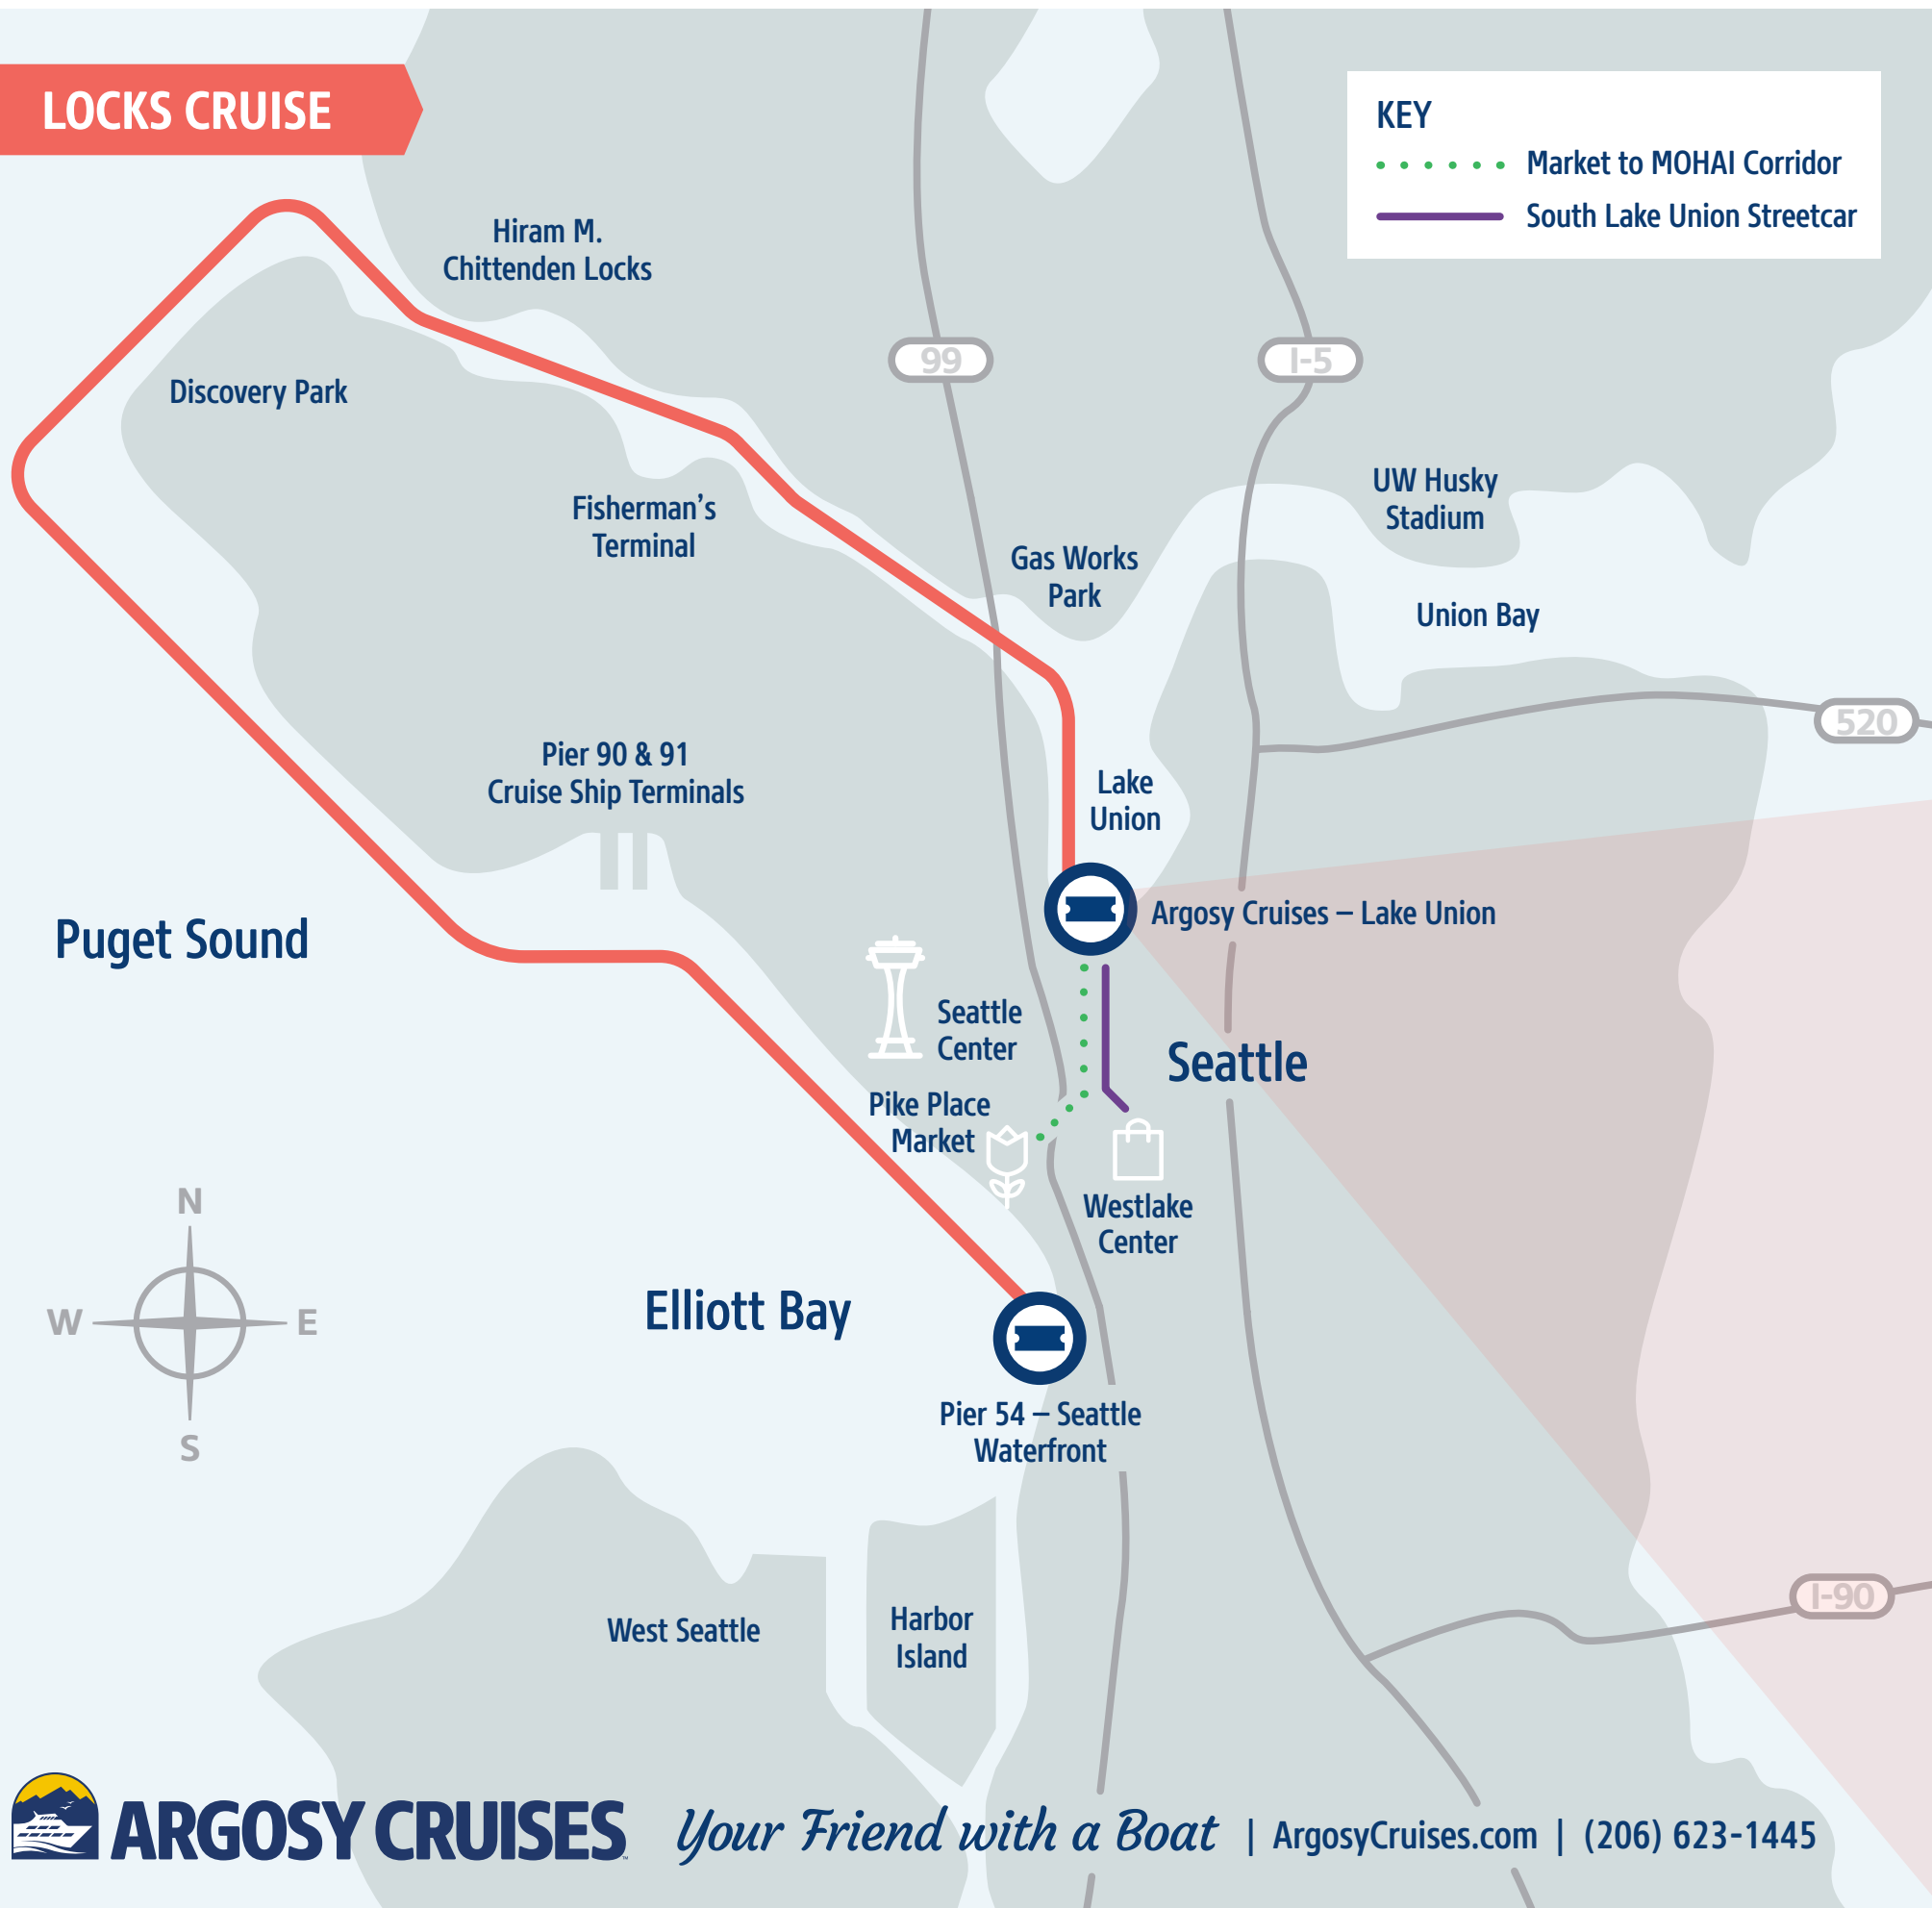 LOCKS CRUISE
KEY
Market to MOHAI Corridor
South Lake Union Streetcar
Hiram M.
Chittenden Locks
99
I-5
Discovery Park
UW Husky
Stadium
Fisherman’s
Terminal
Gas Works
Park
Union Bay
520
Pier 90 & 91
Cruise Ship Terminals
Lake
Union
Puget Sound
Argosy Cruises – Lake Union
Seattle
Center
Seattle
Pike Place
Market
Westlake
Center
N
W
E
S
Elliott Bay
Pier 54 – Seattle
Waterfront
I-90
West Seattle
Harbor
Island
ARGOSY CRUISES™ Your Friend with a Boat | ArgosyCruises.com | (206) 623-1445